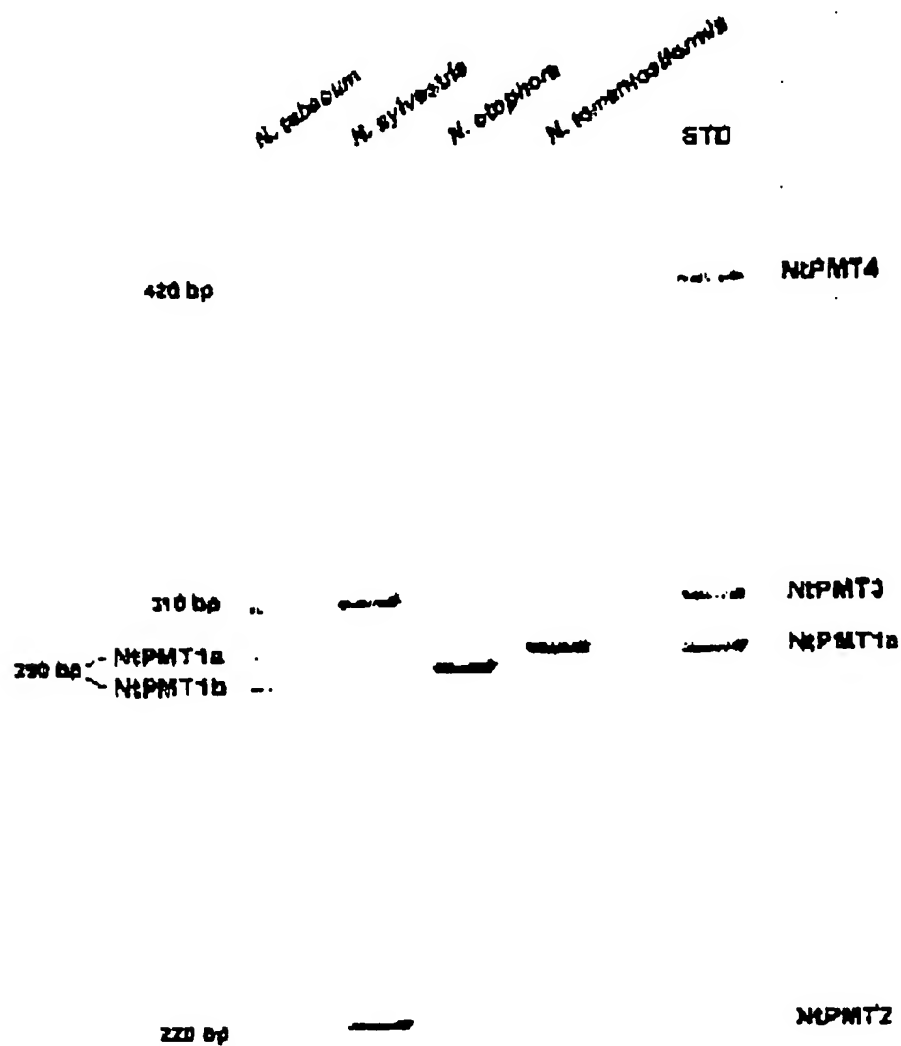 N. tabacum
N. sylvestris
N. otophora
N. tomentosiformis
STD
420 bp
NtPMT4
310 bp
NtPMT3
290 bp
NtPMT1a
NtPMT1a
NtPMT1b
220 bp
NtPMT2